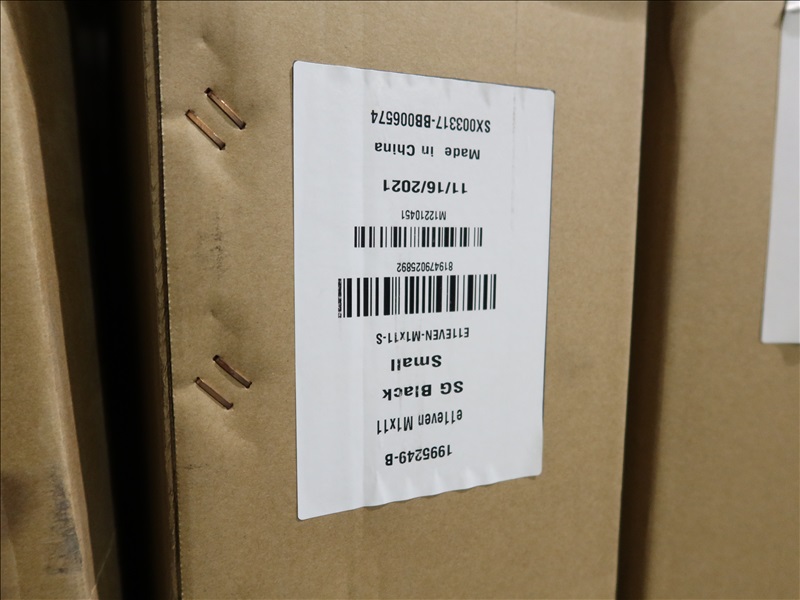 1995249-B
e11even M1x11
SG Black
Small
E11EVEN-M1x11-S
819479025892
M12210451
11/16/2021
Made in China
SX003317-BB006574